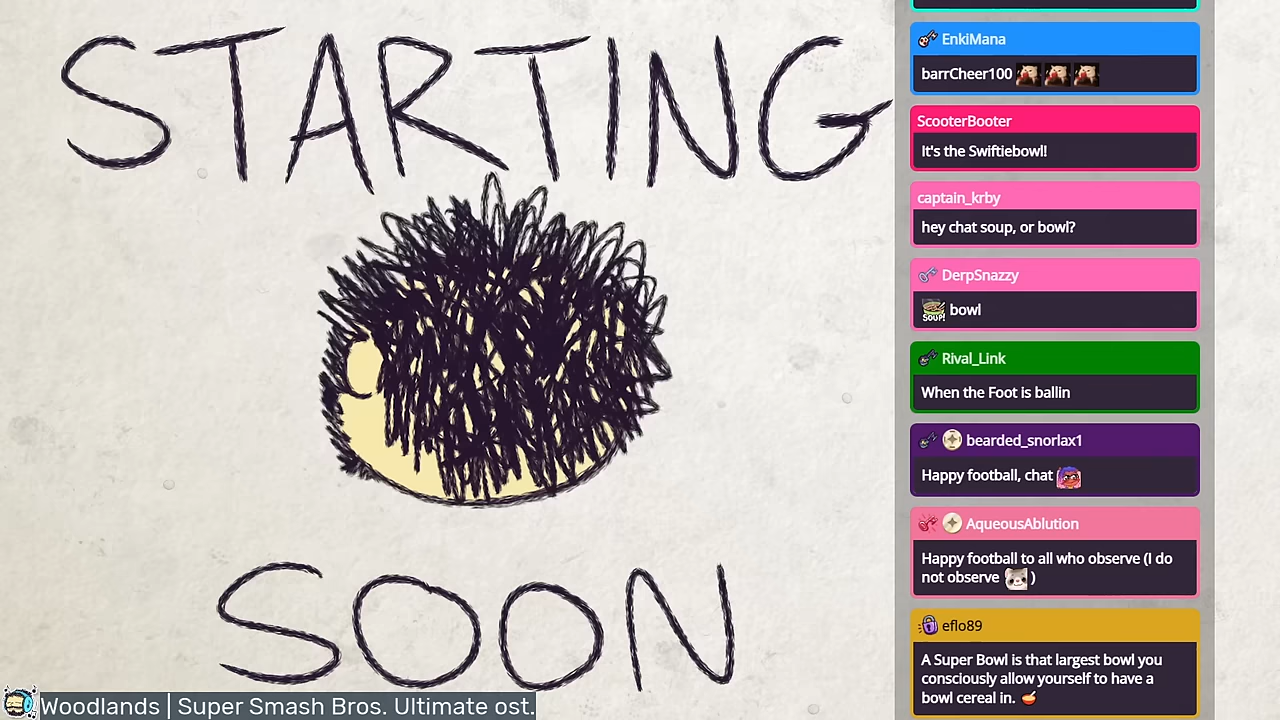 STARTING
SOON
Woodlands | Super Smash Bros. Ultimate ost.
EnkiMana
barrCheer100
ScooterBooter
It's the Swiftiebowl!
captain_krby
hey chat soup, or bowl?
DerpSnazzy
SOUP! bowl
Rival_Link
When the Foot is ballin
bearded_snorlax1
Happy football, chat
AqueousAblution
Happy football to all who observe (I do
not observe )
eflo89
A Super Bowl is that largest bowl you
consciously allow yourself to have a
bowl cereal in.